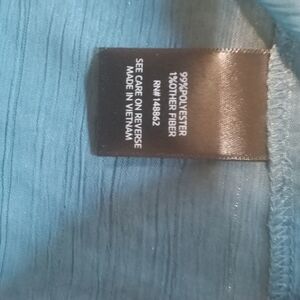 99%POLYESTER
1%OTHER FIBER
RN# 148862
SEE CARE ON REVERSE
MADE IN VIETNAM